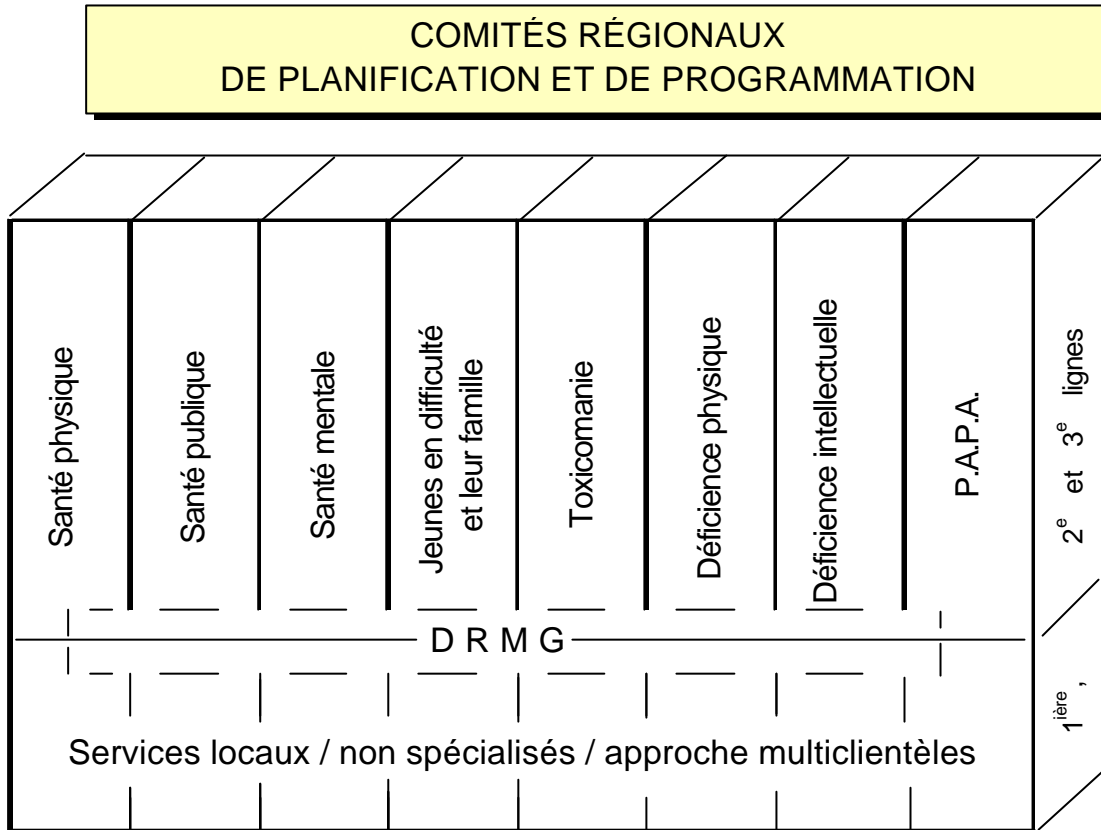 COMITÉS RÉGIONAUX
DE PLANIFICATION ET DE PROGRAMMATION
Santé physique
Santé publique
Santé mentale
Jeunes en difficulté
et leur famille
Toxicomanie
Déficience physique
Déficience intellectuelle
P.A.P.A.
1ière , 2e et 3e lignes
D R M G
Services locaux / non spécialisés / approche multiclientèles